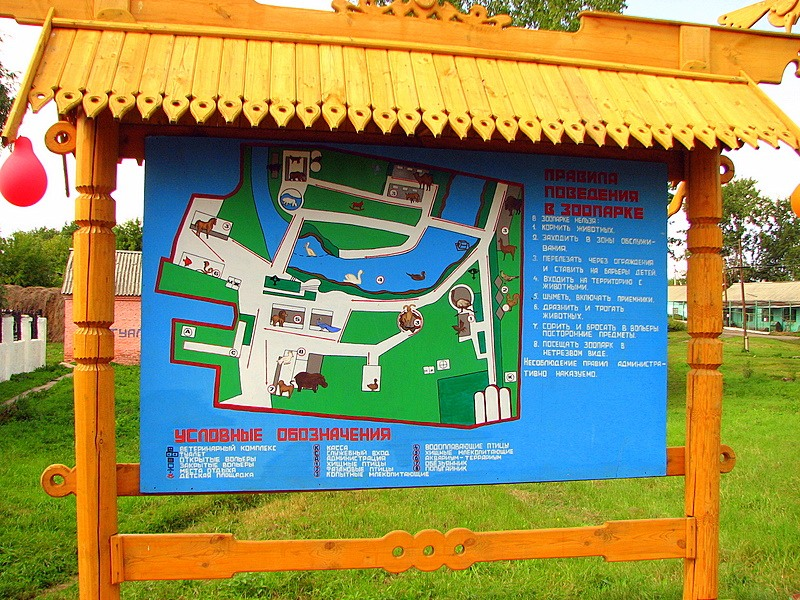 ПРАВИЛА
ПОВЕДЕНИЯ
В ЗООПАРКЕ
В ЗООПАРКЕ НЕЛЬЗЯ:
1. КОРМИТЬ ЖИВОТНЫХ.
2. ЗАХОДИТЬ В ЗОНЫ ОБСЛУЖИ-
ВАНИЯ.
3. ПЕРЕЛЕЗАТЬ ЧЕРЕЗ ОГРАЖДЕНИЯ
И СТАВИТЬ НА БАРЬЕРЫ ДЕТЕЙ
4. ВХОДИТЬ НА ТЕРРИТОРИЮ С
ЖИВОТНЫМИ.
5. ШУМЕТЬ, ВКЛЮЧАТЬ ПРИЕМНИКИ.
6. ДРАЗНИТЬ И ТРОГАТЬ
ЖИВОТНЫХ.
7. СОРИТЬ И БРОСАТЬ В ВОЛЬЕРЫ
ПОСТОРОННИЕ ПРЕДМЕТЫ.
8. ПОСЕЩАТЬ ЗООПАРК В
НЕТРЕЗВОМ ВИДЕ.
НЕСОБЛЮДЕНИЕ ПРАВИЛ АДМИНИСТРА-
ТИВНО НАКАЗУЕМО.
УСЛОВНЫЕ ОБОЗНАЧЕНИЯ
ВЕТЕРИНАРНЫЙ КОМПЛЕКС
ТУАЛЕТ
ОТКРЫТЫЕ ВОЛЬЕРЫ
ЗАКРЫТЫЕ ВОЛЬЕРЫ
МЕСТА ОТДЫХА
ДЕТСКАЯ ПЛОЩАДКА
КАССА
СЛУЖЕБНЫЙ ВХОД
АДМИНИСТРАЦИЯ
ХИЩНЫЕ ПТИЦЫ
ФАЗАНОВЫЕ ПТИЦЫ
КОПЫТНЫЕ МЛЕКОПИТАЮЩИЕ
ВОДОПЛАВАЮЩИЕ ПТИЦЫ
ХИЩНЫЕ МЛЕКОПИТАЮЩИЕ
АКВАРИУМ-ТЕРРАРИУМ
ОБЕЗЬЯННИК
ПОПУГАЙНИК